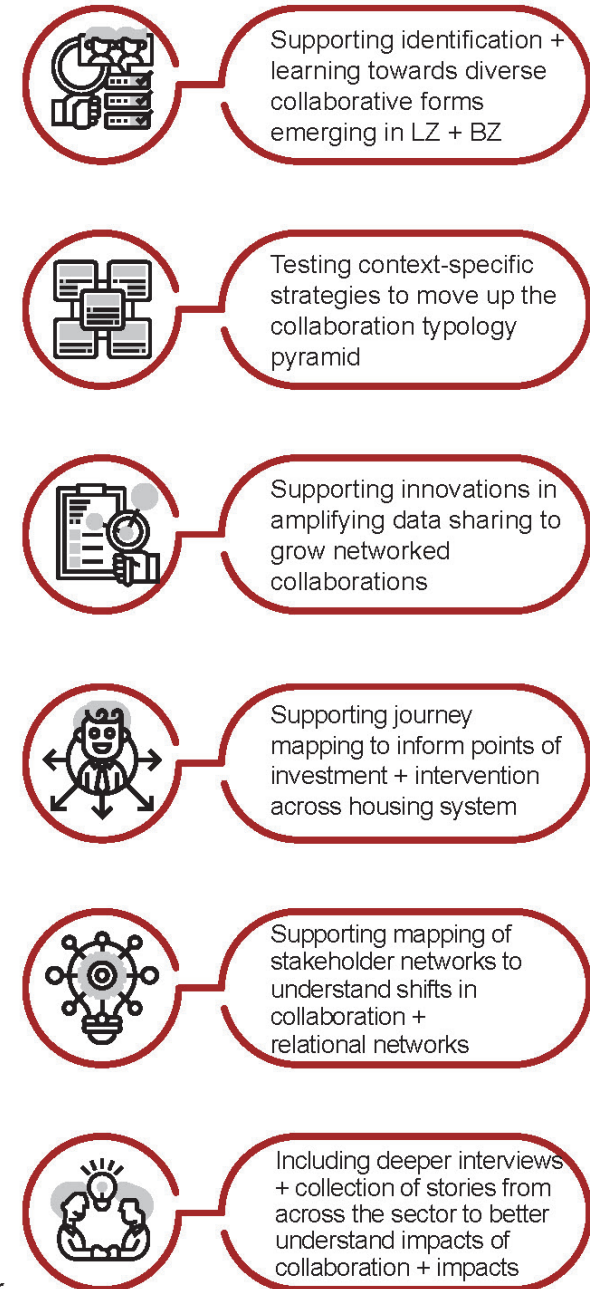 Supporting identification +
learning towards diverse
collaborative forms
emerging in LZ + BZ
Testing context-specific
strategies to move up the
collaboration typology
pyramid
Supporting innovations in
amplifying data sharing to
grow networked
collaborations
Supporting journey
mapping to inform points of
investment + intervention
across housing system
Supporting mapping of
stakeholder networks to
understand shifts in
collaboration +
relational networks
Including deeper interviews
+ collection of stories from
across the sector to better
understand impacts of
collaboration + impacts